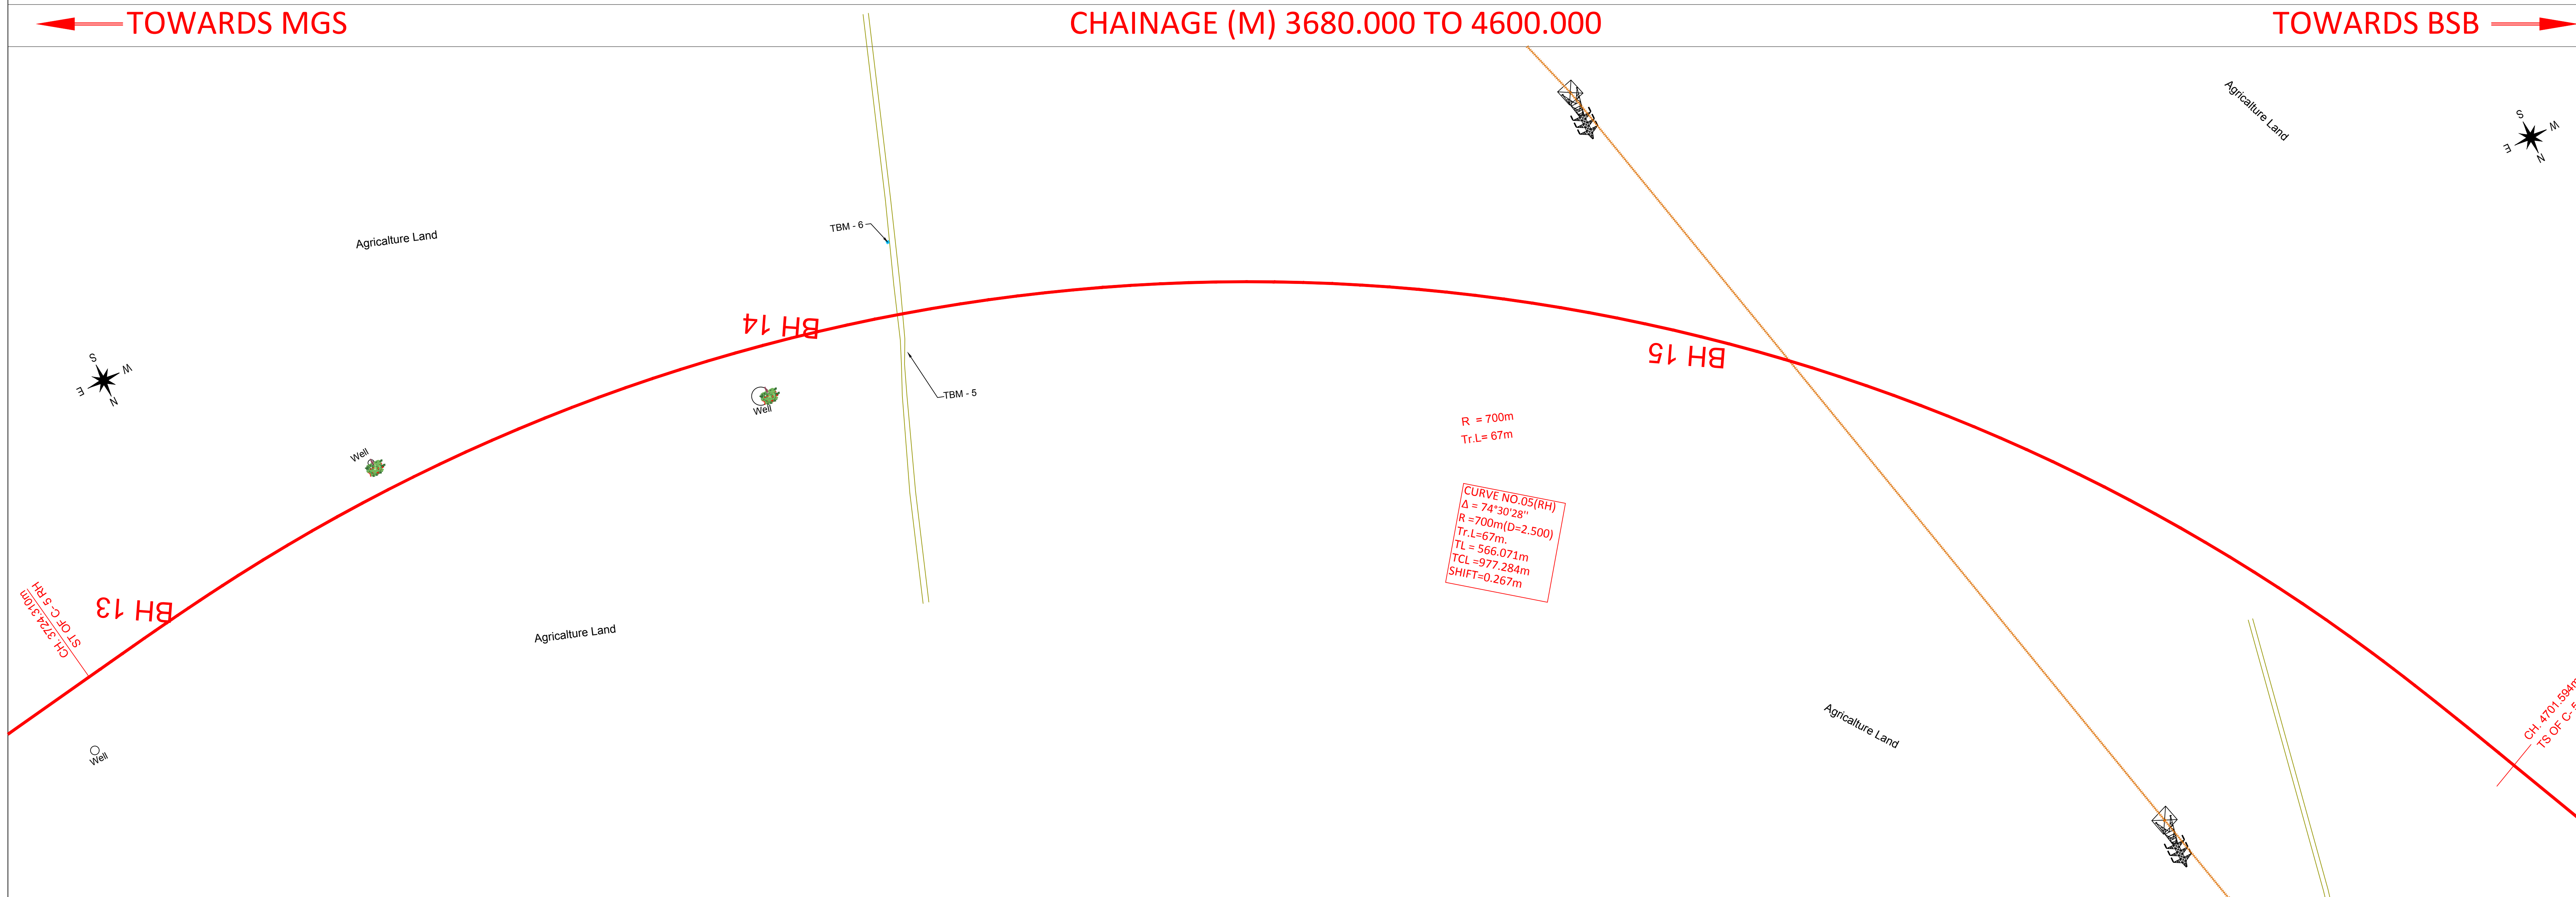 TOWARDS MGS
CHAINAGE (M) 3680.000 TO 4600.000
TOWARDS BSB
Agricalture Land
S
W
E
N
TBM - 6
Agricalture Land
BH 14
S
W
E
N
BH 15
TBM - 5
Well
Well
R = 700m
Tr.L= 67m
CURVE NO.05(RH)
Δ = 74°30'28''
R =700m(D=2.500)
Tr.L=67m.
TL = 566.071m
TCL =977.284m
SHIFT=0.267m
CH. 3724.310m
ST OF C- 5 RH
BH 13
Agricalture Land
Agricalture Land
CH. 4701.594m
TS OF C- 5
Well